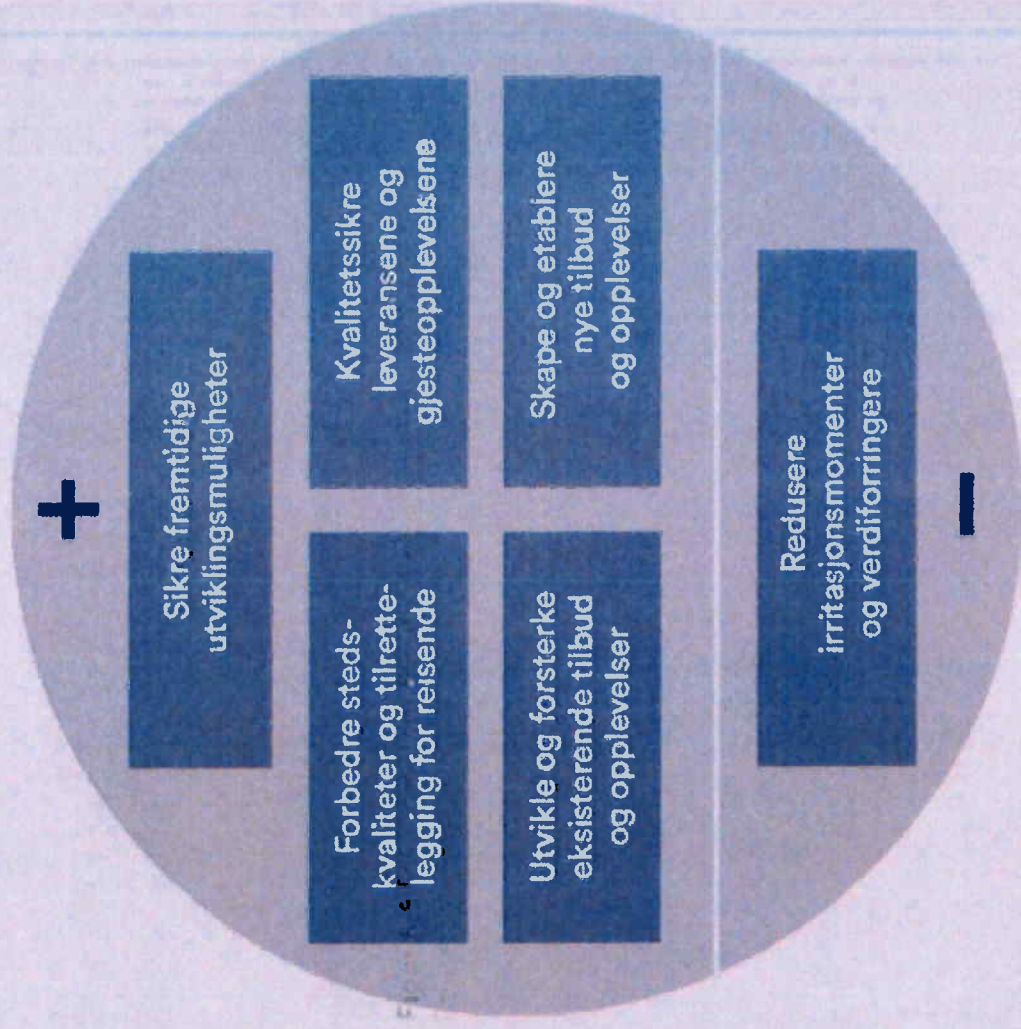 +
Sikre fremtidige
utviklingsmuligheter
Forbedre steds-
kvaliteter og tilrette-
legging for reisende
Kvalitetssikre
leveransene og
gjesteopplevelsene
Utvikle og forsterke
eksisterende tilbud
og opplevelser
Skape og etablere
nye tilbud
og opplevelser
Redusere
irritasjonsmomenter
og verdiforringere
–